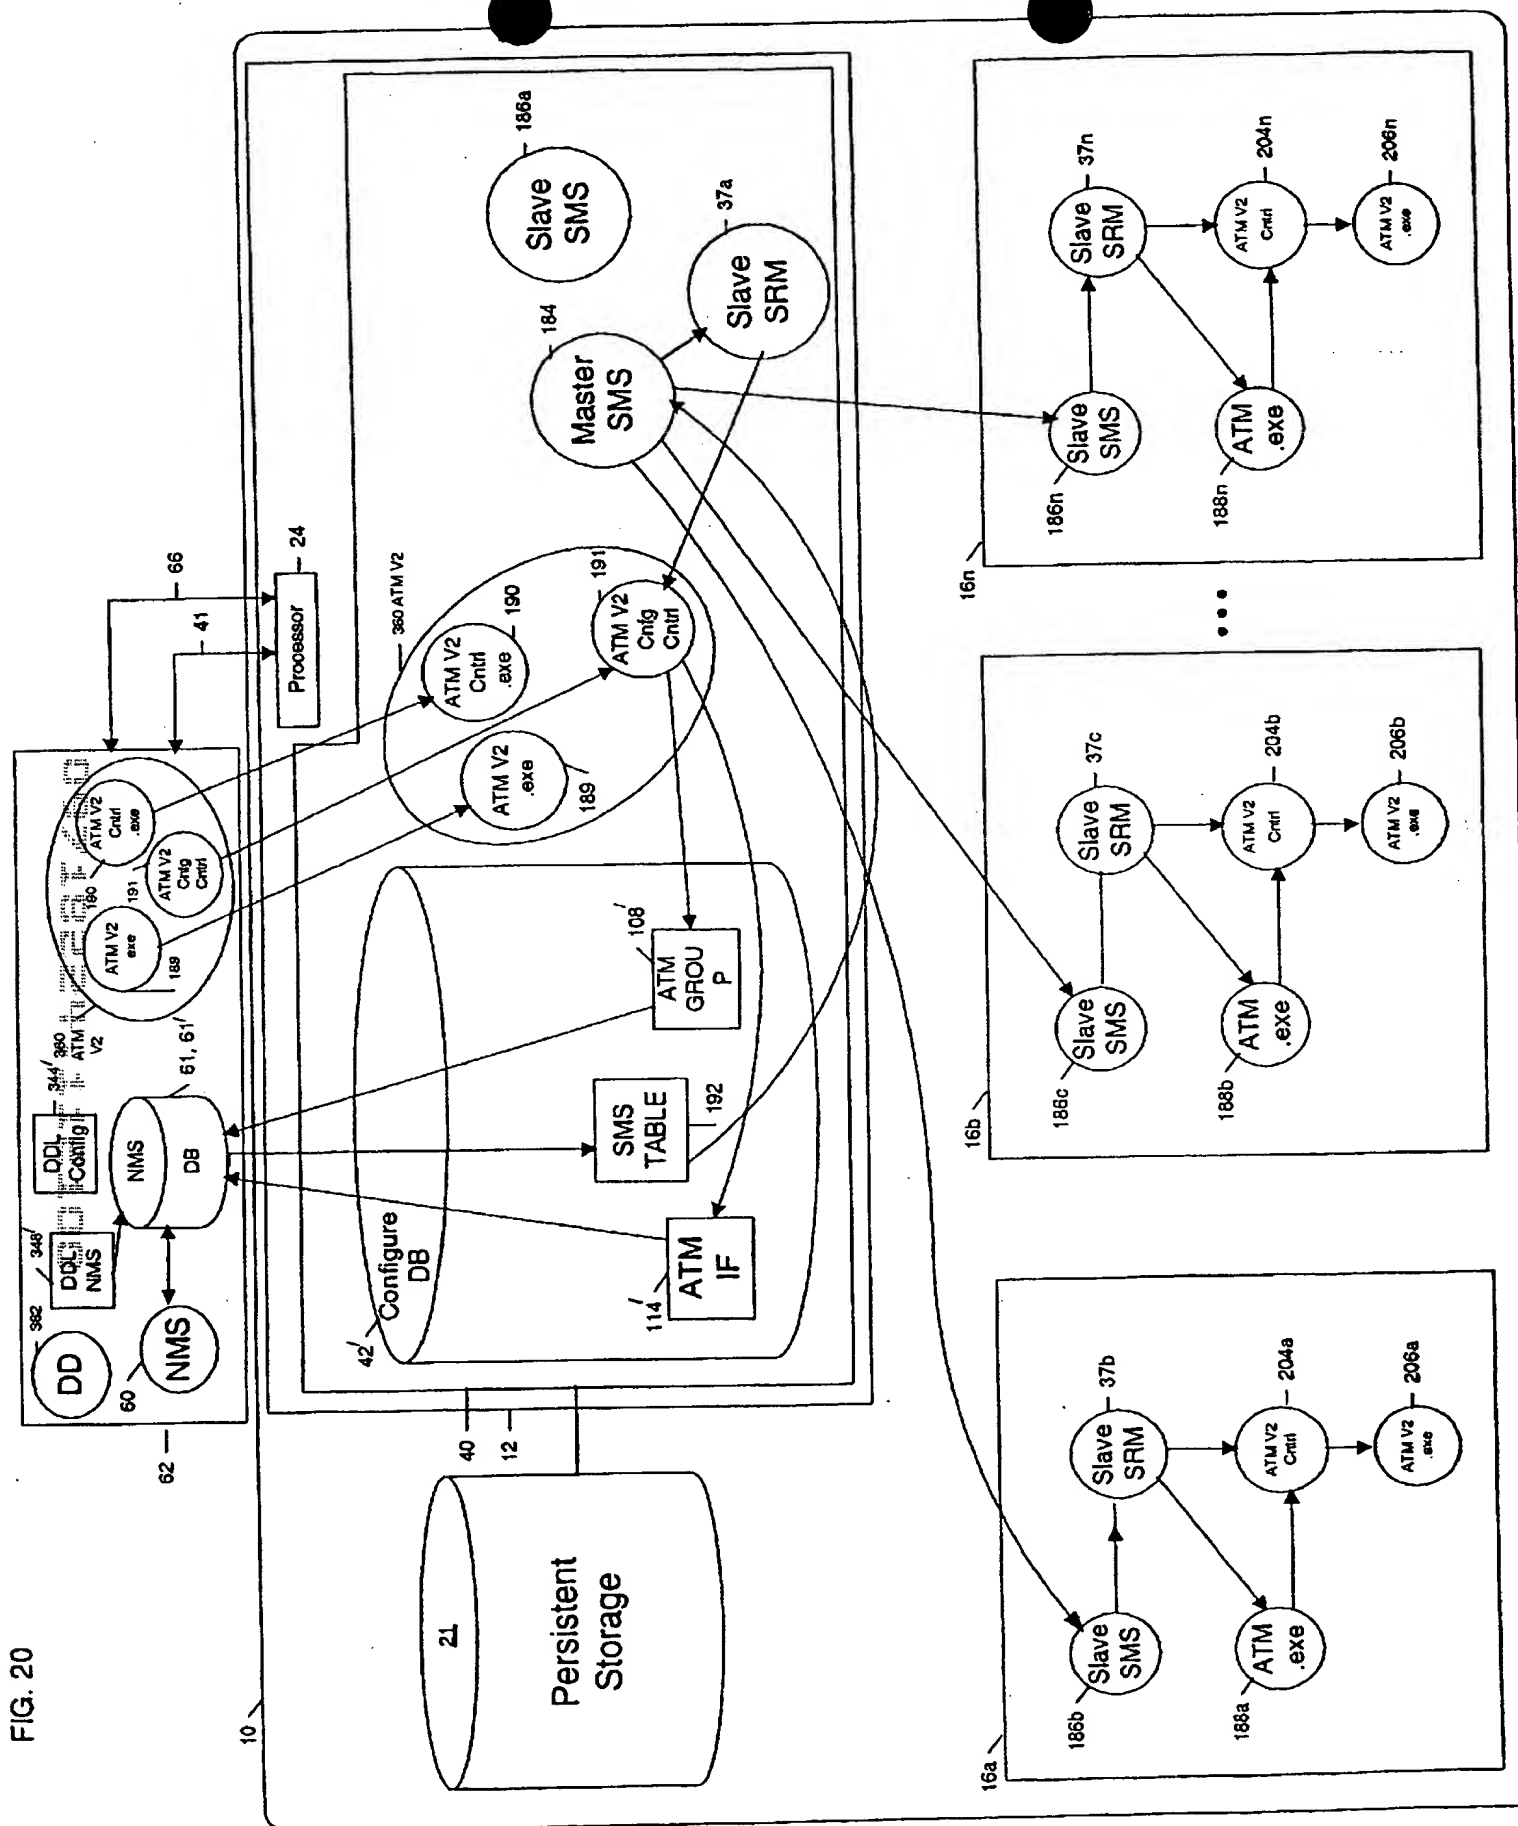 FIG. 20
62
60
NMS
362
DD
348'
DDL
NMS
344'
DDL
Config
NMS
DB
61, 61'
360
ATM
V2
189
ATM V2
exe
190
ATM V2
Cntrl
.exe
191
ATM V2
Cnfg
Cntrl
66
41
Processor
24
10
12
40
21
Persistent
Storage
42'
Configure
DB
114'
ATM
IF
SMS
TABLE
192
108'
ATM
GROU
P
360 ATM V2
ATM V2
.exe
189
ATM V2
Cntrl
.exe
190
191
ATM V2
Cnfg
Cntrl
184
Master
SMS
186a
Slave
SMS
37a
Slave
SRM
16a
186b
Slave
SMS
37b
Slave
SRM
188a
ATM
.exe
204a
ATM V2
Cntrl
206a
ATM V2
.exe
16b
186c
Slave
SMS
37c
Slave
SRM
188b
ATM
.exe
204b
ATM V2
Cntrl
206b
ATM V2
.exe
• • •
16n
186n
Slave
SMS
37n
Slave
SRM
188n
ATM
.exe
204n
ATM V2
Cntrl
206n
ATM V2
.exe